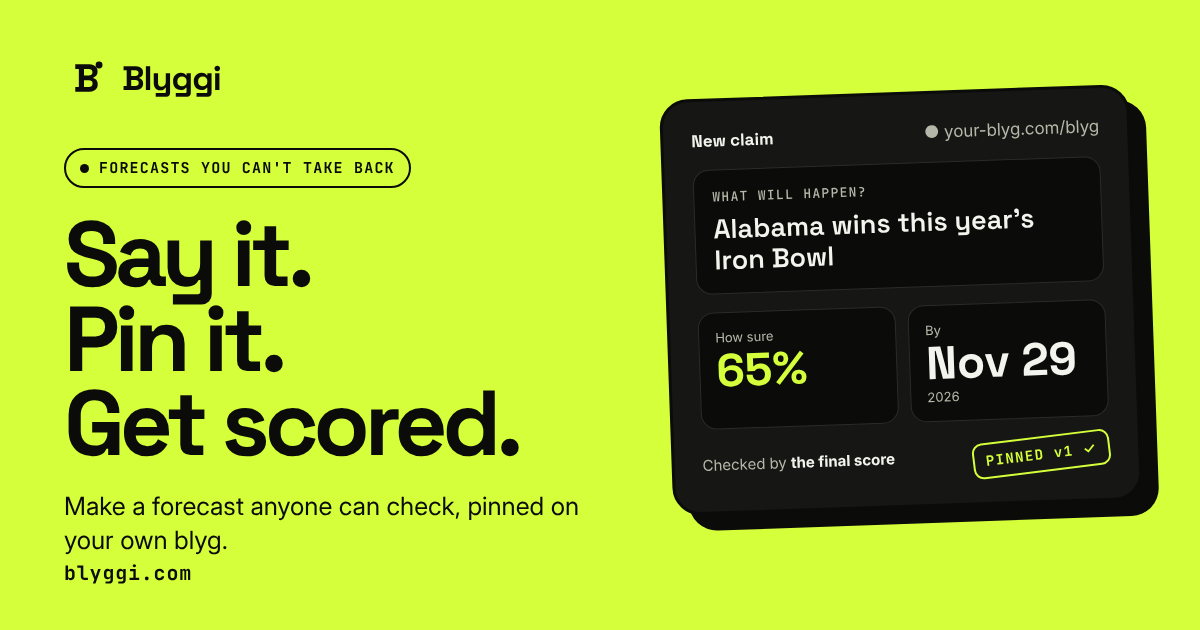 Blyggi
FORECASTS YOU CAN'T TAKE BACK
Say it.
Pin it.
Get scored.
Make a forecast anyone can check, pinned on
your own blyg.
blyggi.com
New claim
your-blyg.com/blyg
WHAT WILL HAPPEN?
Alabama wins this year’s
Iron Bowl
How sure
65%
By
Nov 29
2026
Checked by the final score
PINNED v1 ✓